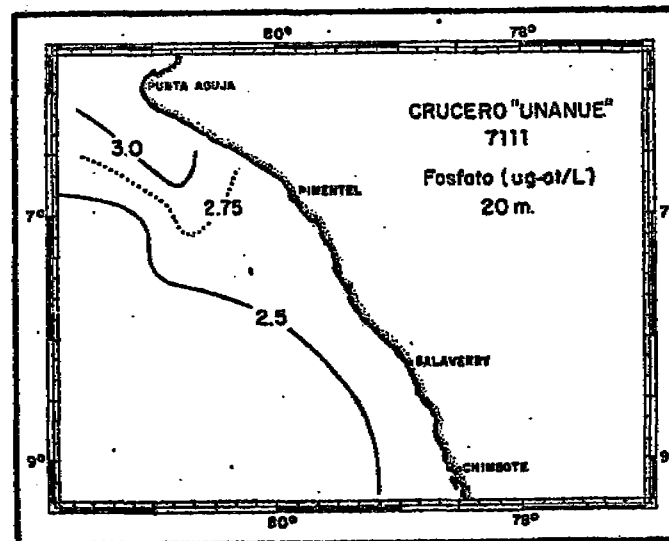 80° 78°
PUNTA AGUJA
CRUCERO "UNANUE"
7111
3.0
Fosfato (ug-at/L)
20 m.
PIMENTEL
2.75
7° 7
2.5
SALAVERRY
9° 9
CHIMBOTE
80° 78°